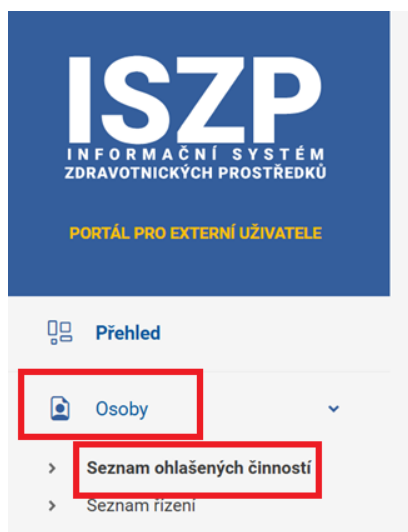 ISZP
INFORMAČNÍ SYSTÉM
ZDRAVOTNICKÝCH PROSTŘEDKŮ
PORTÁL PRO EXTERNÍ UŽIVATELE
Přehled
Osoby
Seznam ohlašených činností
Seznam řízení